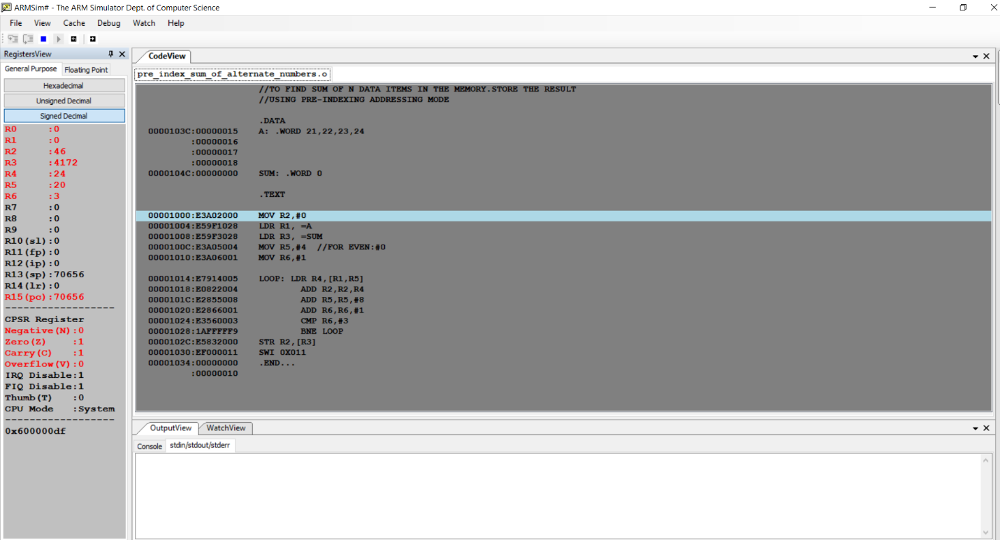 ARMSim# - The ARM Simulator Dept. of Computer Science
File View Cache Debug Watch Help
RegistersView
General Purpose Floating Point
Hexadecimal
Unsigned Decimal
Signed Decimal
R0 :0
R1 :0
R2 :46
R3 :4172
R4 :24
R5 :20
R6 :3
R7 :0
R8 :0
R9 :0
R10(sl):0
R11(fp):0
R12(ip):0
R13(sp):70656
R14(lr):0
R15(pc):70656
--------------------
CPSR Register
Negative(N):0
Zero(Z) :1
Carry(C) :1
Overflow(V):0
IRQ Disable:1
FIQ Disable:1
Thumb(T) :0
CPU Mode :System
--------------------
0x600000df
CodeView
pre_index_sum_of_alternate_numbers.o
//TO FIND SUM OF N DATA ITEMS IN THE MEMORY.STORE THE RESULT
//USING PRE-INDEXING ADDRESSING MODE
.DATA
0000103C:00000015 A: .WORD 21,22,23,24
:00000016
:00000017
:00000018
0000104C:00000000 SUM: .WORD 0
.TEXT
00001000:E3A02000 MOV R2,#0
00001004:E59F1028 LDR R1, =A
00001008:E59F3028 LDR R3, =SUM
0000100C:E3A05004 MOV R5,#4 //FOR EVEN:#0
00001010:E3A06001 MOV R6,#1
00001014:E7914005 LOOP: LDR R4,[R1,R5]
00001018:E0822004 ADD R2,R2,R4
0000101C:E2855008 ADD R5,R5,#8
00001020:E2866001 ADD R6,R6,#1
00001024:E3560003 CMP R6,#3
00001028:1AFFFFF9 BNE LOOP
0000102C:E5832000 STR R2,[R3]
00001030:EF000011 SWI 0X011
00001034:00000000 .END...
:00000010
OutputView WatchView
Console stdin/stdout/stderr